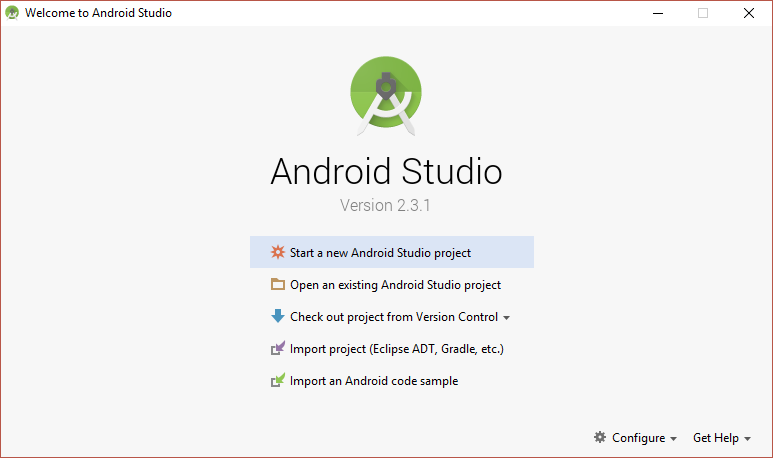 Welcome to Android Studio
Android Studio
Version 2.3.1
Start a new Android Studio project
Open an existing Android Studio project
Check out project from Version Control
Import project (Eclipse ADT, Gradle, etc.)
Import an Android code sample
Configure Get Help